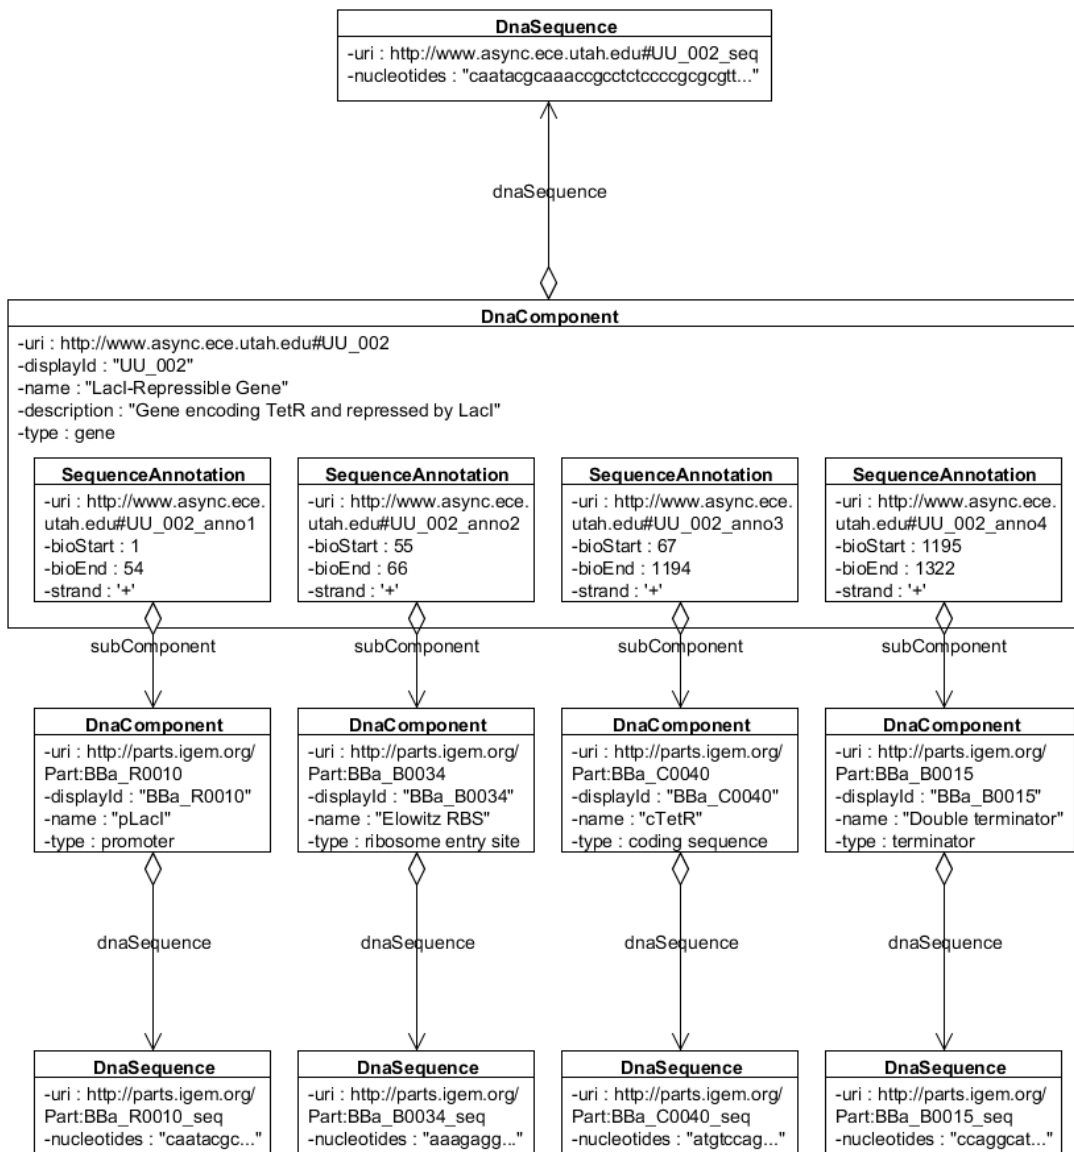 DnaSequence
-uri : http://www.async.ece.utah.edu#UU_002_seq
-nucleotides : "caatacgcaaaccgcctctccccgcgcgtt..."
dnaSequence
DnaComponent
-uri : http://www.async.ece.utah.edu#UU_002
-displayId : "UU_002"
-name : "LacI-Repressible Gene"
-description : "Gene encoding TetR and repressed by LacI"
-type : gene
SequenceAnnotation
-uri : http://www.async.ece.
utah.edu#UU_002_anno1
-bioStart : 1
-bioEnd : 54
-strand : '+'
SequenceAnnotation
-uri : http://www.async.ece.
utah.edu#UU_002_anno2
-bioStart : 55
-bioEnd : 66
-strand : '+'
SequenceAnnotation
-uri : http://www.async.ece.
utah.edu#UU_002_anno3
-bioStart : 67
-bioEnd : 1194
-strand : '+'
SequenceAnnotation
-uri : http://www.async.ece.
utah.edu#UU_002_anno4
-bioStart : 1195
-bioEnd : 1322
-strand : '+'
subComponent
subComponent
subComponent
subComponent
DnaComponent
-uri : http://parts.igem.org/
Part:BBa_R0010
-displayId : "BBa_R0010"
-name : "pLacI"
-type : promoter
DnaComponent
-uri : http://parts.igem.org/
Part:BBa_B0034
-displayId : "BBa_B0034"
-name : "Elowitz RBS"
-type : ribosome entry site
DnaComponent
-uri : http://parts.igem.org/
Part:BBa_C0040
-displayId : "BBa_C0040"
-name : "cTetR"
-type : coding sequence
DnaComponent
-uri : http://parts.igem.org/
Part:BBa_B0015
-displayId : "BBa_B0015"
-name : "Double terminator"
-type : terminator
dnaSequence
dnaSequence
dnaSequence
dnaSequence
DnaSequence
-uri : http://parts.igem.org/
Part:BBa_R0010_seq
-nucleotides : "caatacgc..."
DnaSequence
-uri : http://parts.igem.org/
Part:BBa_B0034_seq
-nucleotides : "aaagagg..."
DnaSequence
-uri : http://parts.igem.org/
Part:BBa_C0040_seq
-nucleotides : "atgtccag..."
DnaSequence
-uri : http://parts.igem.org/
Part:BBa_B0015_seq
-nucleotides : "ccaggcat..."